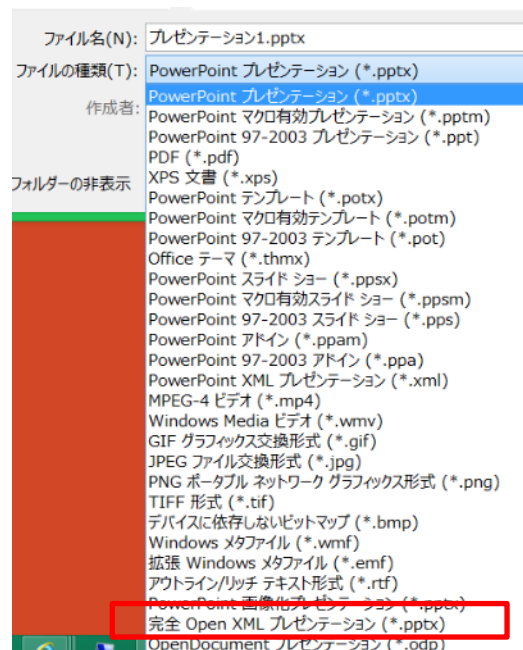 ファイル名(N): プレゼンテーション1.pptx
ファイルの種類(T): PowerPoint プレゼンテーション (*.pptx)
作成者: PowerPoint プレゼンテーション (*.pptx)
PowerPoint マクロ有効プレゼンテーション (*.pptm)
PowerPoint 97-2003 プレゼンテーション (*.ppt)
PDF (*.pdf)
フォルダーの非表示 XPS 文書 (*.xps)
PowerPoint テンプレート (*.potx)
PowerPoint マクロ有効テンプレート (*.potm)
PowerPoint 97-2003 テンプレート (*.pot)
Office テーマ (*.thmx)
PowerPoint スライド ショー (*.ppsx)
PowerPoint マクロ有効スライド ショー (*.ppsm)
PowerPoint 97-2003 スライド ショー (*.pps)
PowerPoint アドイン (*.ppam)
PowerPoint 97-2003 アドイン (*.ppa)
PowerPoint XML プレゼンテーション (*.xml)
MPEG-4 ビデオ (*.mp4)
Windows Media ビデオ (*.wmv)
GIF グラフィックス交換形式 (*.gif)
JPEG ファイル交換形式 (*.jpg)
PNG ポータブル ネットワーク グラフィックス形式 (*.png)
TIFF 形式 (*.tif)
デバイスに依存しないビットマップ (*.bmp)
Windows メタファイル (*.wmf)
拡張 Windows メタファイル (*.emf)
アウトライン/リッチ テキスト形式 (*.rtf)
PowerPoint 画像化プレゼンテーション (*.pptx)
完全 Open XML プレゼンテーション (*.pptx)
OpenDocument プレゼンテーション (*.odp)